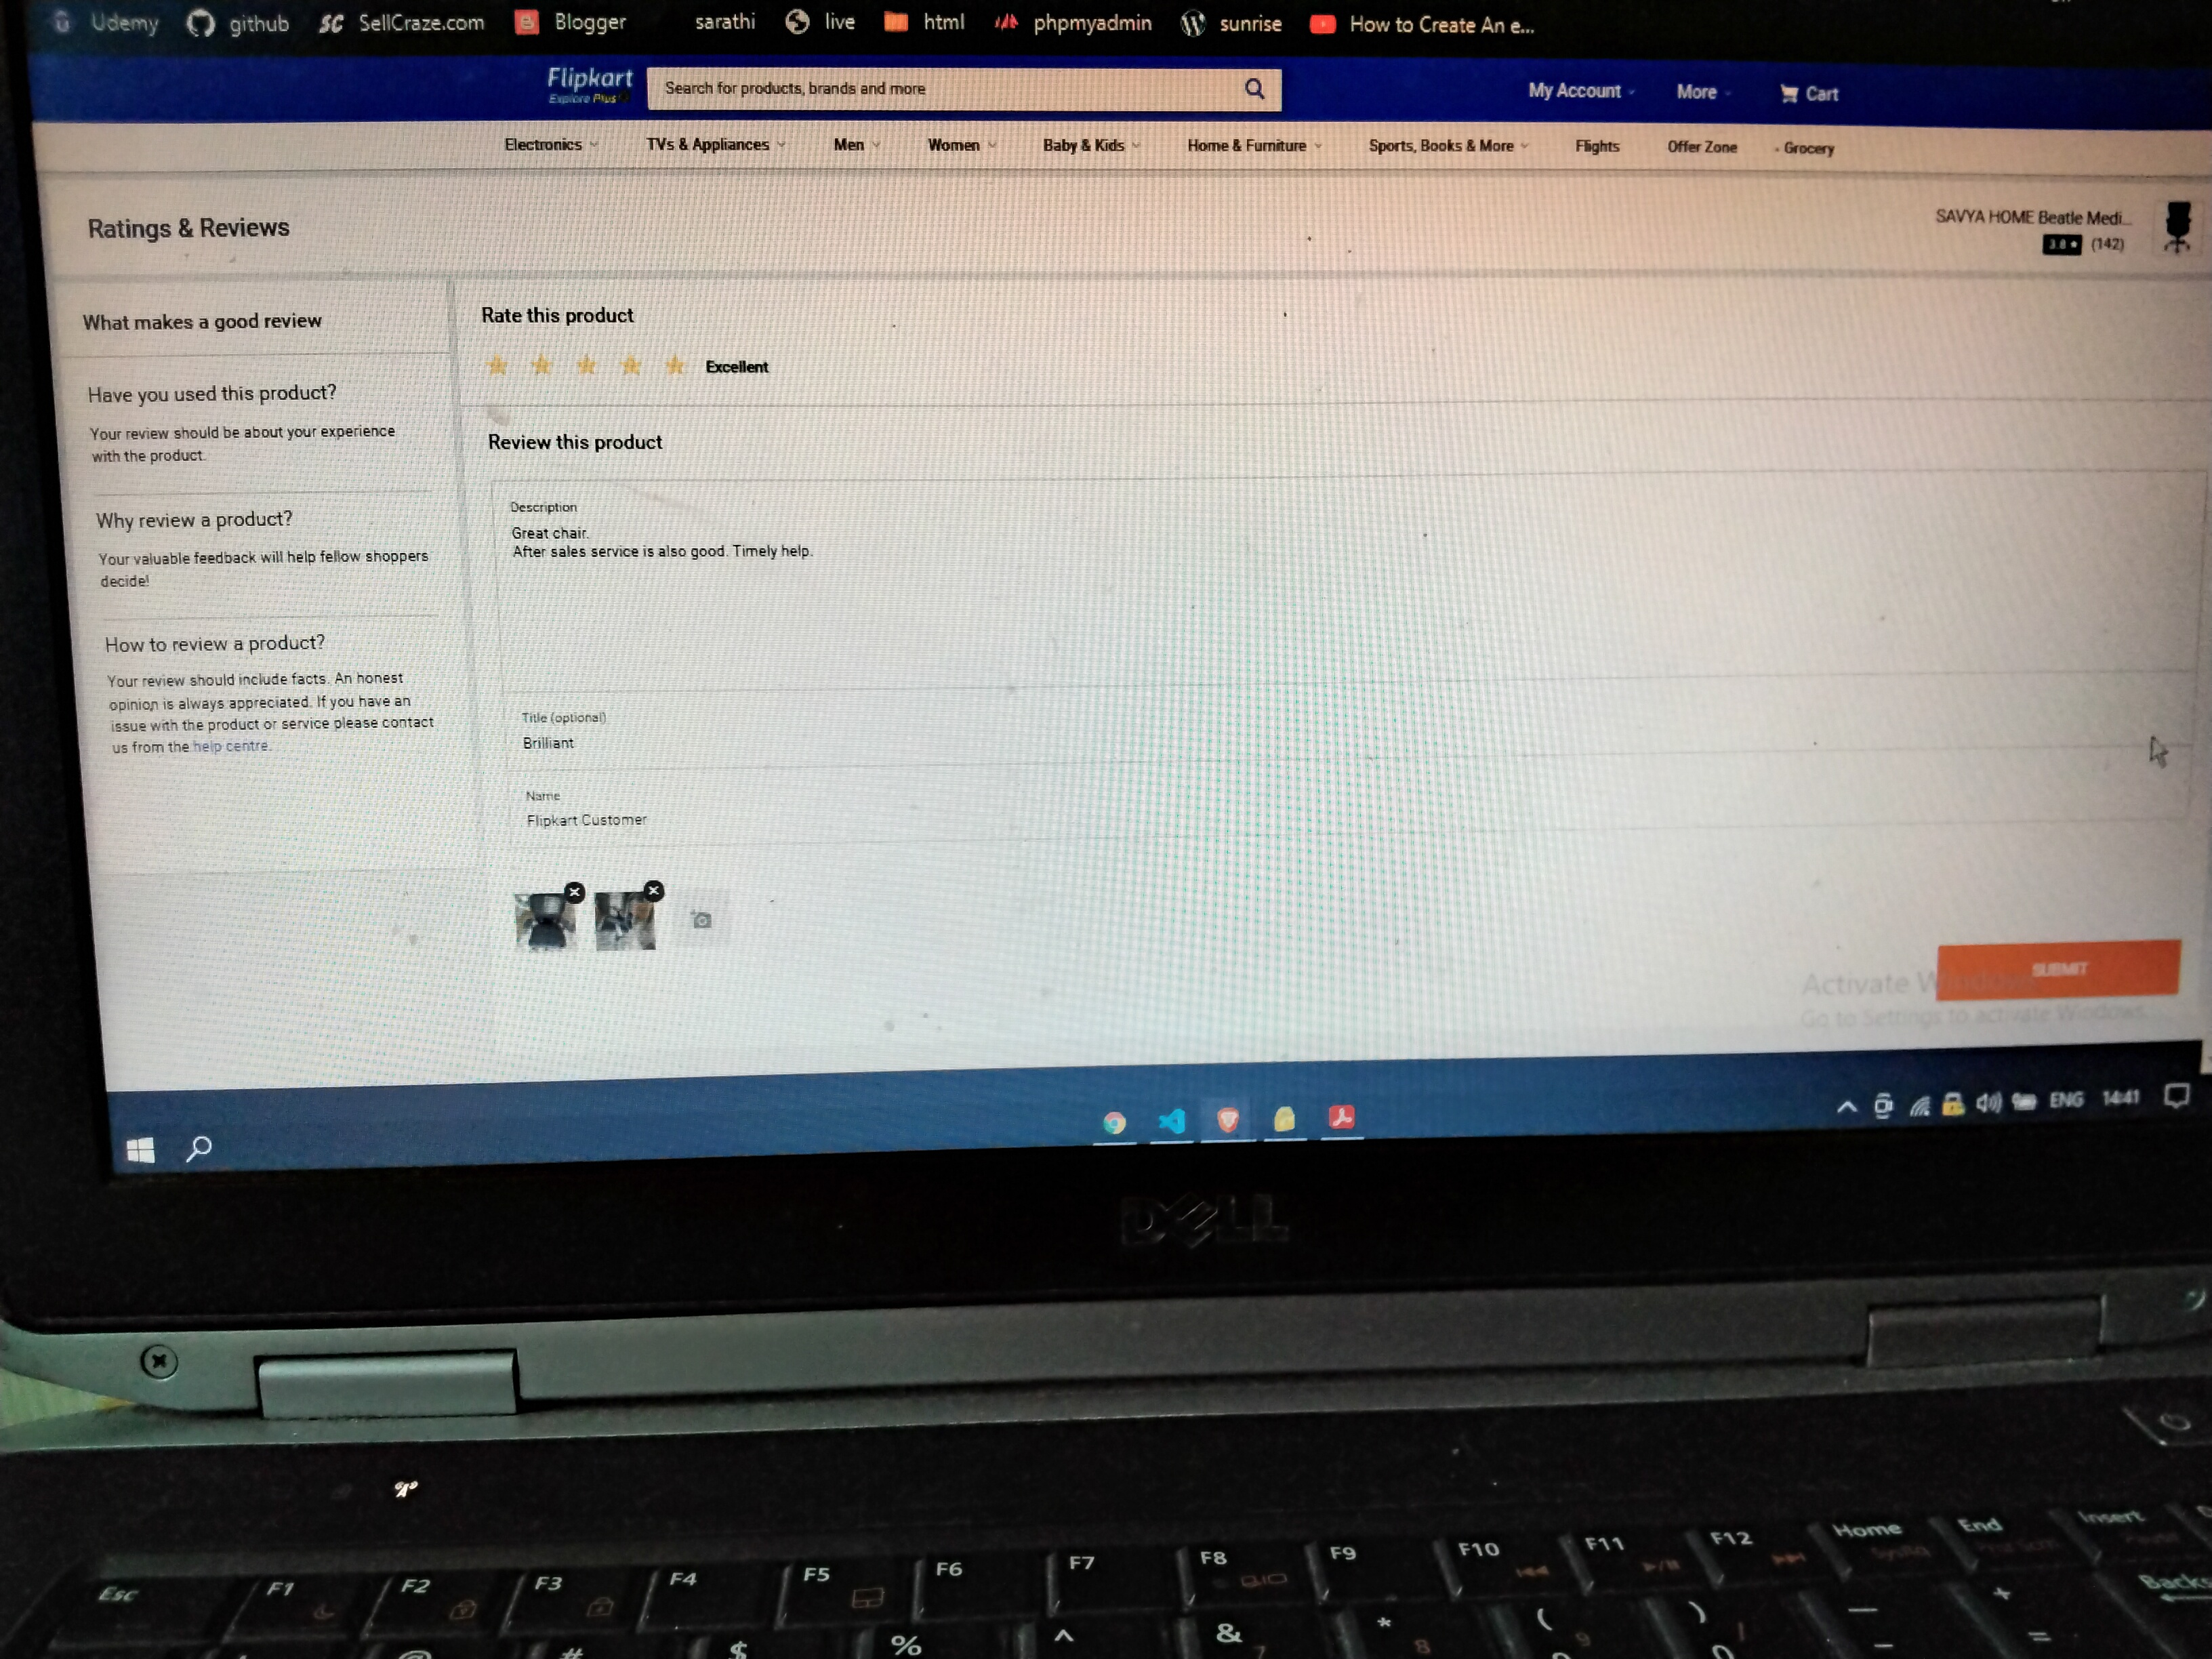 Udemy github SellCraze.com Blogger sarathi live html phpmyadmin sunrise How to Create An e...
Flipkart
Explore Plus
Search for products, brands and more
My Account More Cart
Electronics TVs & Appliances Men Women Baby & Kids Home & Furniture Sports, Books & More Flights Offer Zone Grocery
Ratings & Reviews
SAVYA HOME Beatle Medi...
3.8 ★ (142)
What makes a good review
Have you used this product?
Your review should be about your experience
with the product.
Why review a product?
Your valuable feedback will help fellow shoppers
decide!
How to review a product?
Your review should include facts. An honest
opinion is always appreciated. If you have an
issue with the product or service please contact
us from the help centre.
Rate this product
Excellent
Review this product
Description
Great chair.
After sales service is also good. Timely help.
Title (optional)
Brilliant
Name
Flipkart Customer
SUBMIT
Activate Windows
Go to Settings to activate Windows.
ENG 14:41
DELL
Esc F1 F2 F3 F4 F5 F6 F7 F8 F9 F10 F11 F12 Home End Insert
# $ % ^ & 7 * 8 ( 9 ) _ - + = Backs